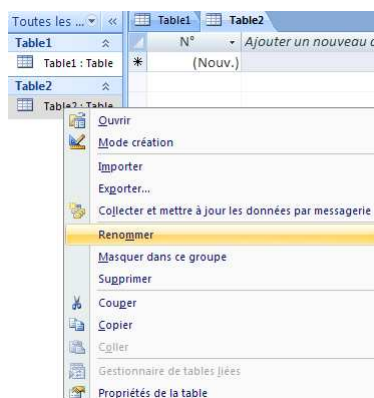 Toutes les ... «
Table1 Table2
Table1
N° Ajouter un nouveau
Table1 : Table
(Nouv.)
Table2
Table2 : Table
Ouvrir
Mode création
Importer
Exporter...
Collecter et mettre à jour les données par messagerie
Renommer
Masquer dans ce groupe
Supprimer
Couper
Copier
Coller
Gestionnaire de tables liées
Propriétés de la table